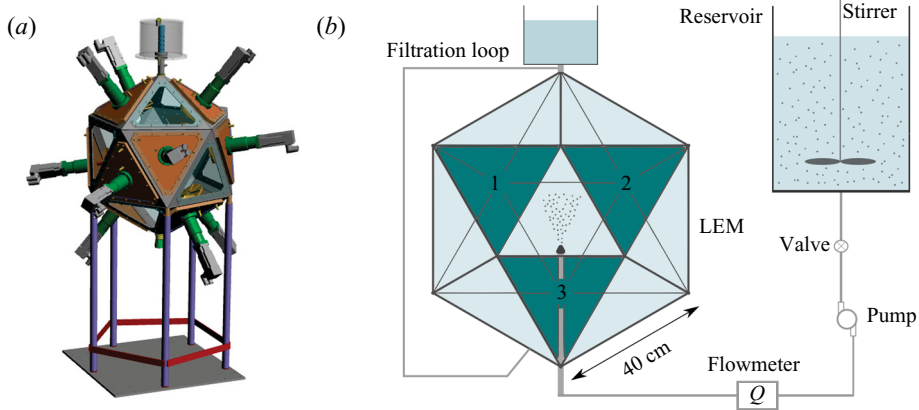 (a)
(b)
Reservoir
Stirrer
Filtration loop
1
2
LEM
Valve
3
Pump
40 cm
Flowmeter
Q